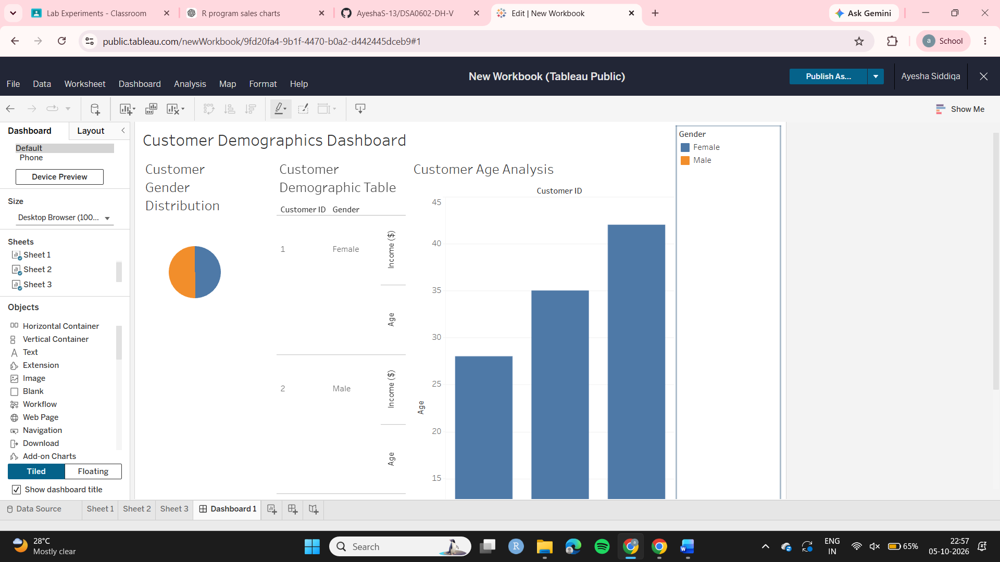 Lab Experiments - Classroom
R program sales charts
AyeshaS-13/DSA0602-DH-V
Edit | New Workbook
Ask Gemini
public.tableau.com/newWorkbook/9fd20fa4-9b1f-4470-b0a2-d442445dceb9#1
a
School
File
Data
Worksheet
Dashboard
Analysis
Map
Format
Help
New Workbook (Tableau Public)
Publish As...
Ayesha Siddiqa
Show Me
Dashboard
Layout
Default
Phone
Device Preview
Size
Desktop Browser (100...
Sheets
Sheet 1
Sheet 2
Sheet 3
Objects
Horizontal Container
Vertical Container
Text
Extension
Image
Blank
Workflow
Web Page
Navigation
Download
Add-on Charts
Tiled
Floating
Show dashboard title
Customer Demographics Dashboard
Customer
Gender
Distribution
Customer
Demographic Table
Customer ID Gender
1 Female
Income ($)
Age
2 Male
Income ($)
Age
Customer Age Analysis
Customer ID
45
40
35
30
25
20
15
Age
Gender
Female
Male
Data Source
Sheet 1
Sheet 2
Sheet 3
Dashboard 1
28°C
Mostly clear
Search
ENG
IN
65%
22:57
05-10-2026